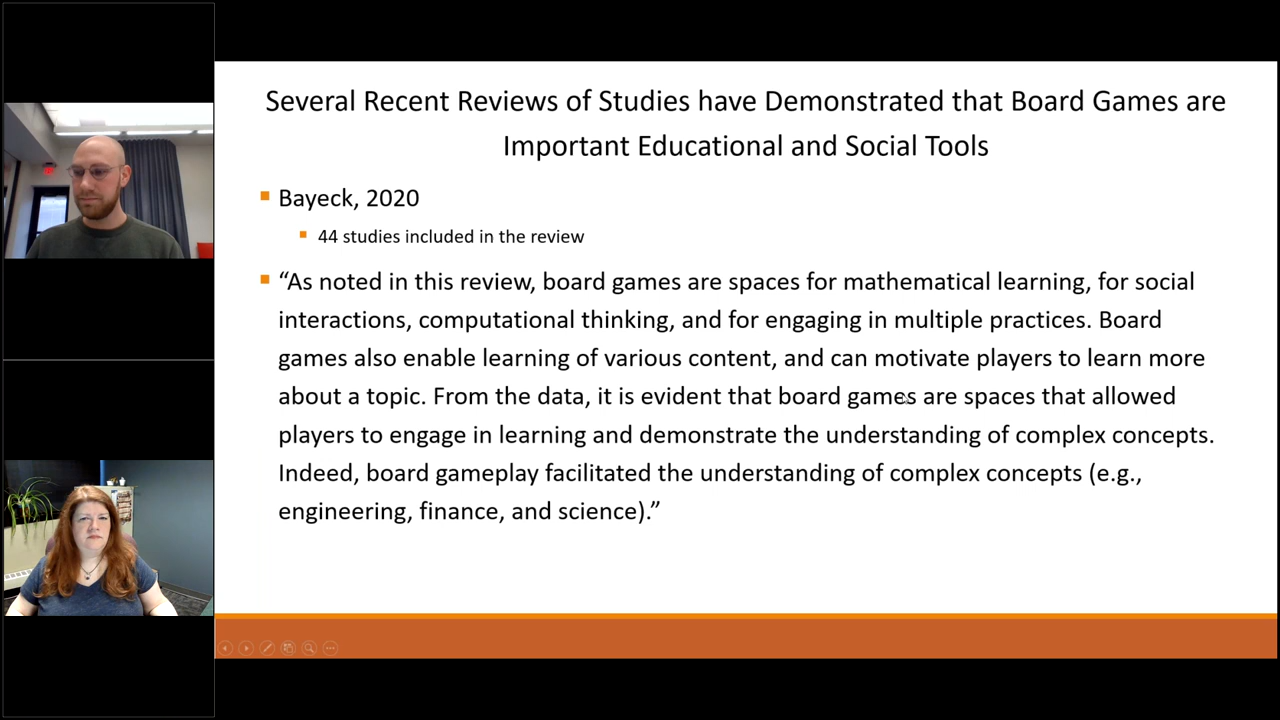 Several Recent Reviews of Studies have Demonstrated that Board Games are
Important Educational and Social Tools
Bayeck, 2020
44 studies included in the review
“As noted in this review, board games are spaces for mathematical learning, for social
interactions, computational thinking, and for engaging in multiple practices. Board
games also enable learning of various content, and can motivate players to learn more
about a topic. From the data, it is evident that board games are spaces that allowed
players to engage in learning and demonstrate the understanding of complex concepts.
Indeed, board gameplay facilitated the understanding of complex concepts (e.g.,
engineering, finance, and science).”